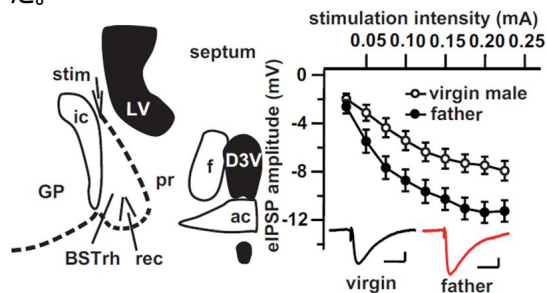 た。
stim
septum
LV
ic
GP
pr
f
D3V
ac
BSTrh
rec
stimulation intensity (mA)
0.05 0.10 0.15 0.20 0.25
eIPSP amplitude (mV)
0
-4
-8
-12
virgin male
father
virgin
father